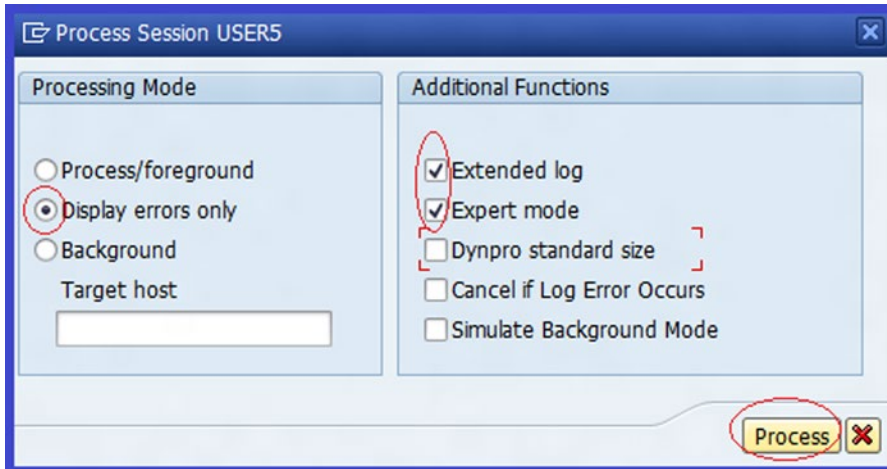 Process Session USER5
Processing Mode
Process/foreground
Display errors only
Background
Target host
Additional Functions
Extended log
Expert mode
Dynpro standard size
Cancel if Log Error Occurs
Simulate Background Mode
Process